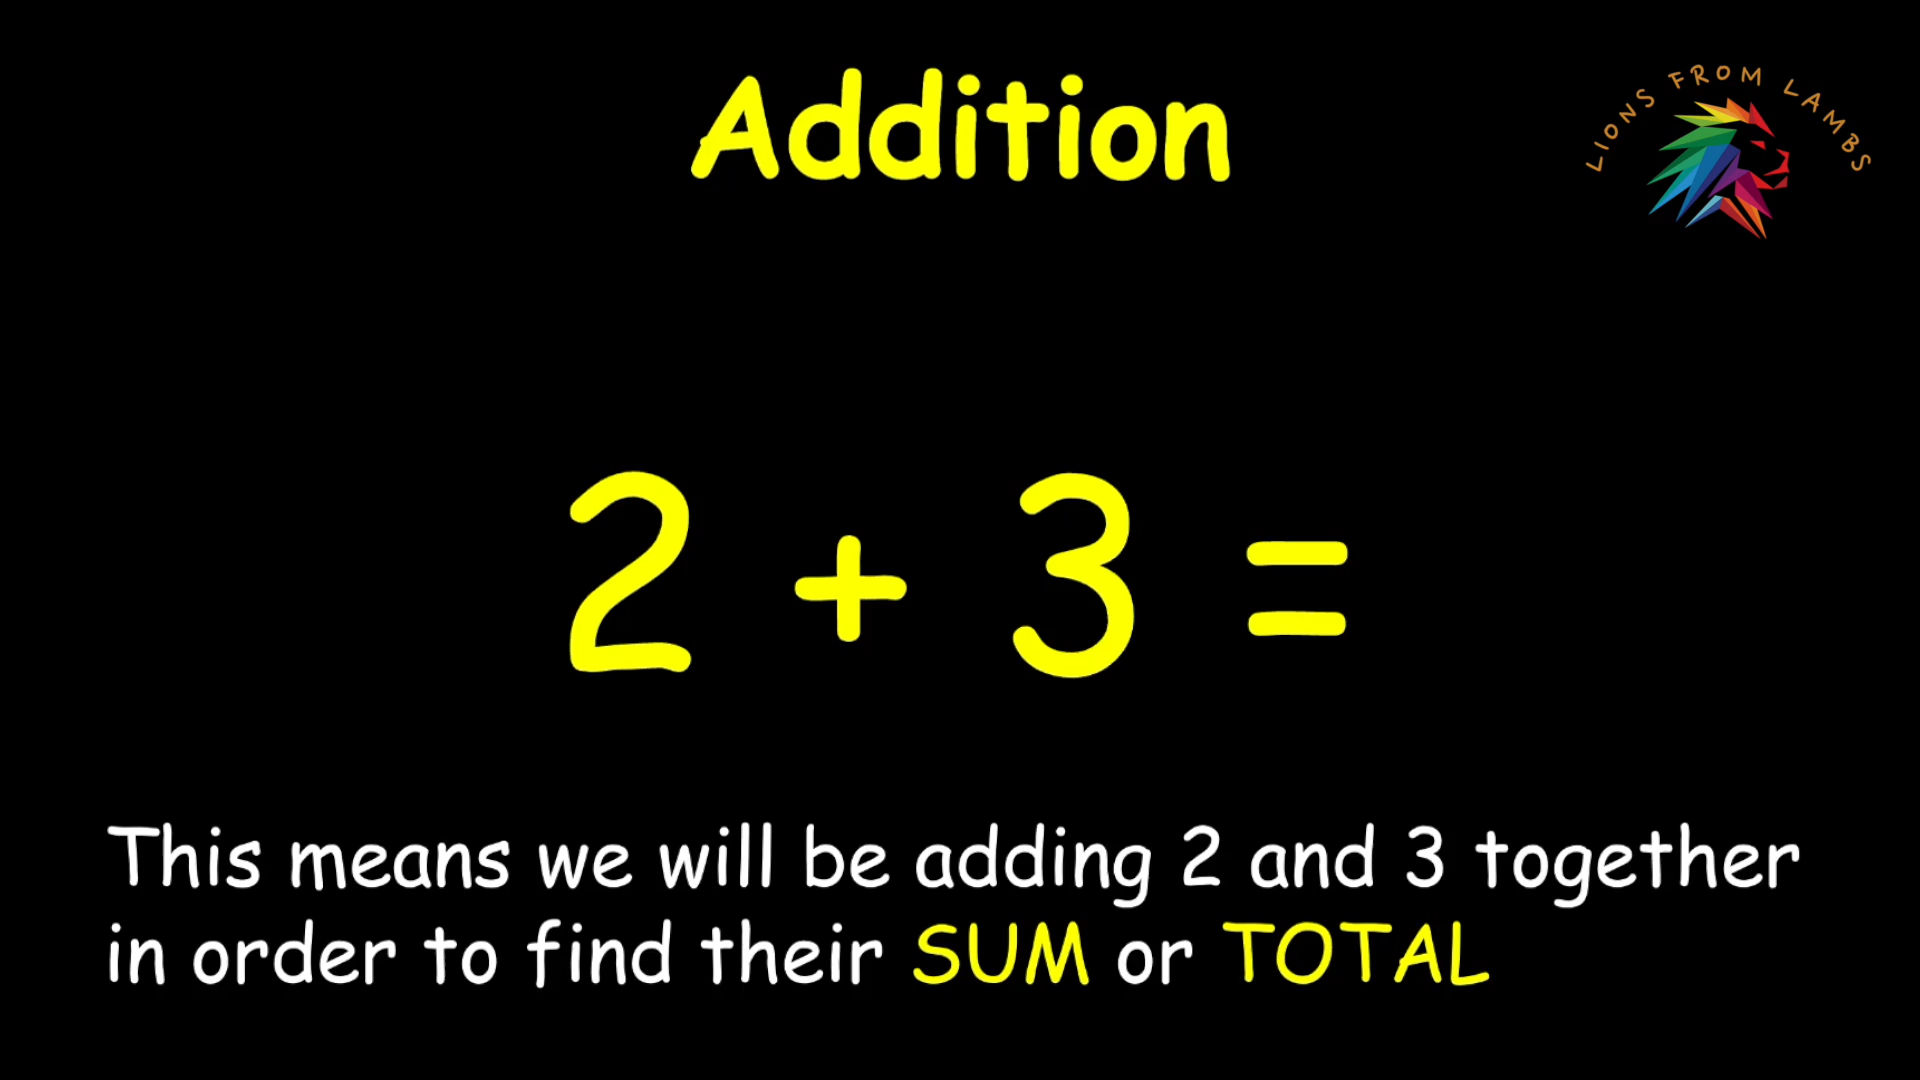 Addition
LIONS FROM LAMBS
2 + 3 =
This means we will be adding 2 and 3 together
in order to find their SUM or TOTAL